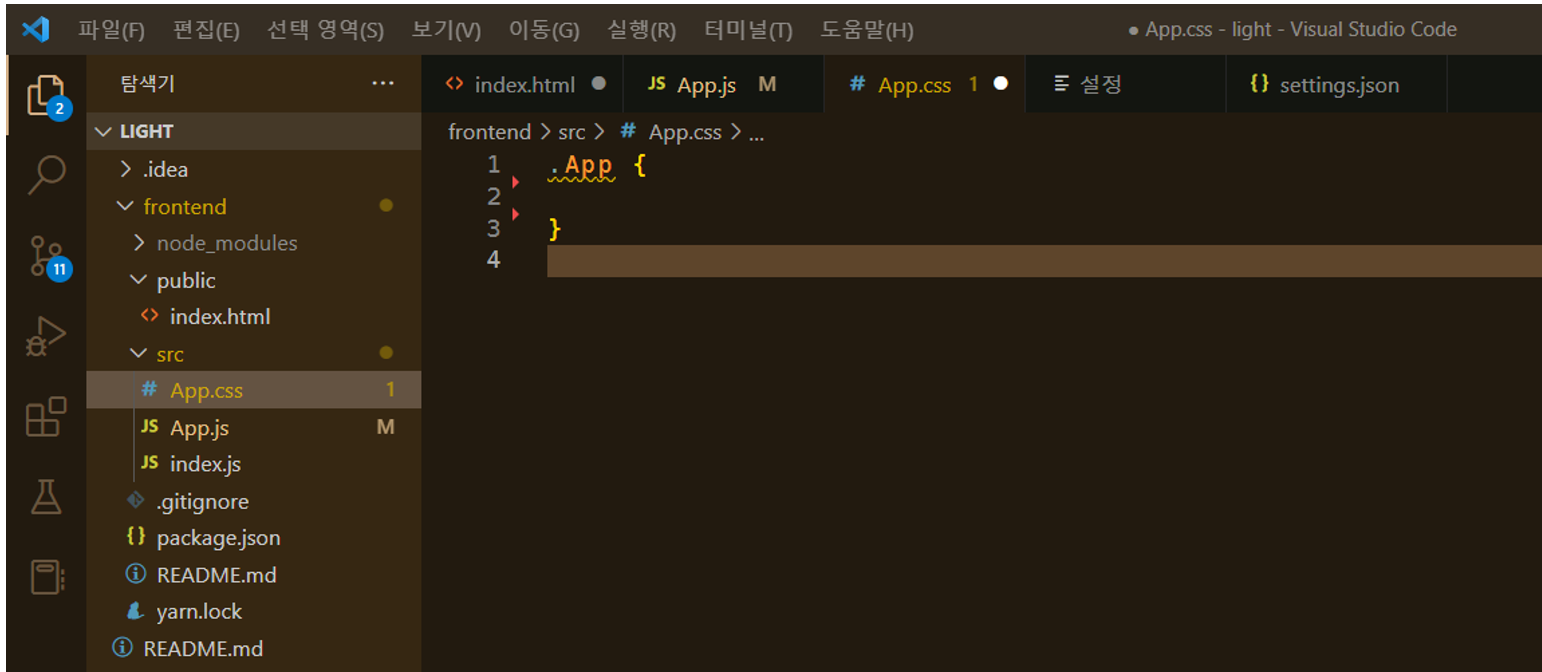 파일(F) 편집(E) 선택 영역(S) 보기(V) 이동(G) 실행(R) 터미널(T) 도움말(H) ● App.css - light - Visual Studio Code
탐색기 ···
index.html ●
JS App.js M
# App.css 1 ●
설정
{} settings.json
2
11
LIGHT
.idea
frontend
node_modules
public
<> index.html
src
# App.css 1
JS App.js M
JS index.js
.gitignore
{} package.json
README.md
yarn.lock
README.md
frontend > src > # App.css > ...
1 .App {
2
3 }
4